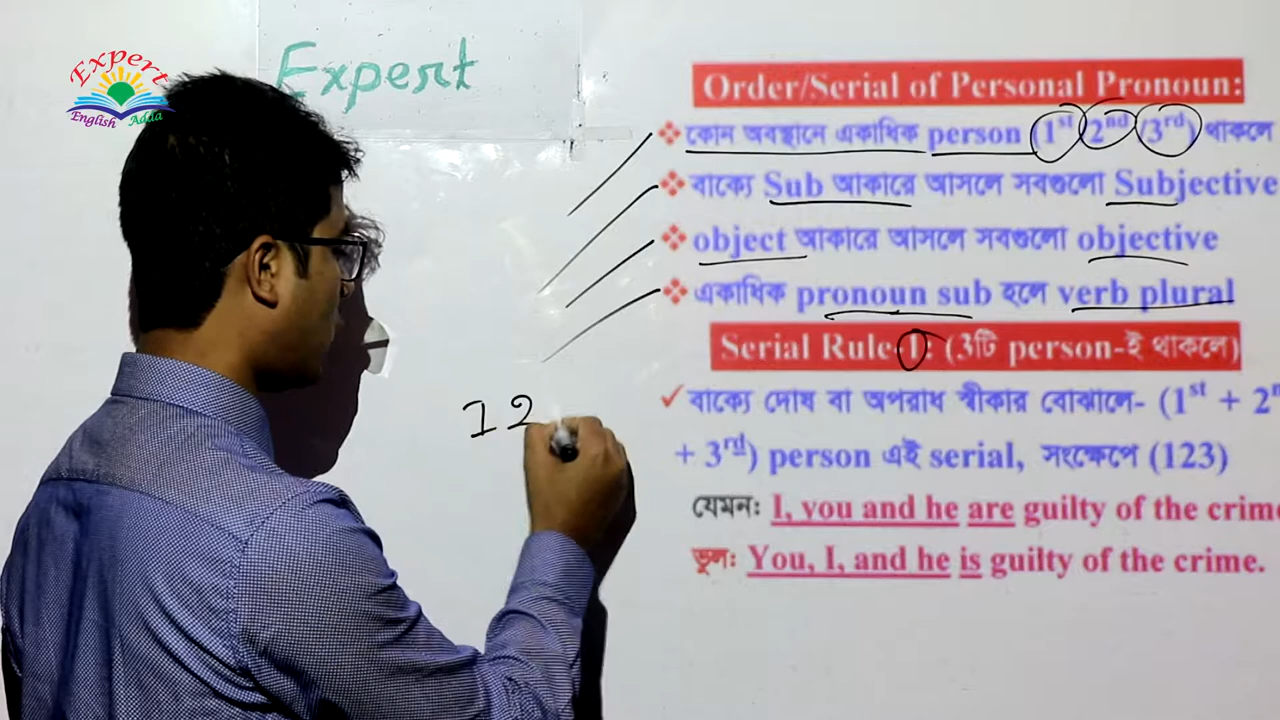 Expert
English Adda
Expert
Order/Serial of Personal Pronoun:
❖ কোন অবস্থানে একাধিক person (1st 2nd /3rd) থাকলে
❖ বাক্যে Sub আকারে আসলে সবগুলো Subjective
❖ object আকারে আসলে সবগুলো objective
❖ একাধিক pronoun sub হলে verb plural
Serial Rule-1: (3টি person-ই থাকলে)
✓ বাক্যে দোষ বা অপরাধ স্বীকার বোঝালে- (1st + 2n
+ 3rd) person এই serial, সংক্ষেপে (123)
যেমন: I, you and he are guilty of the crime
ভুল: You, I, and he is guilty of the crime.
12